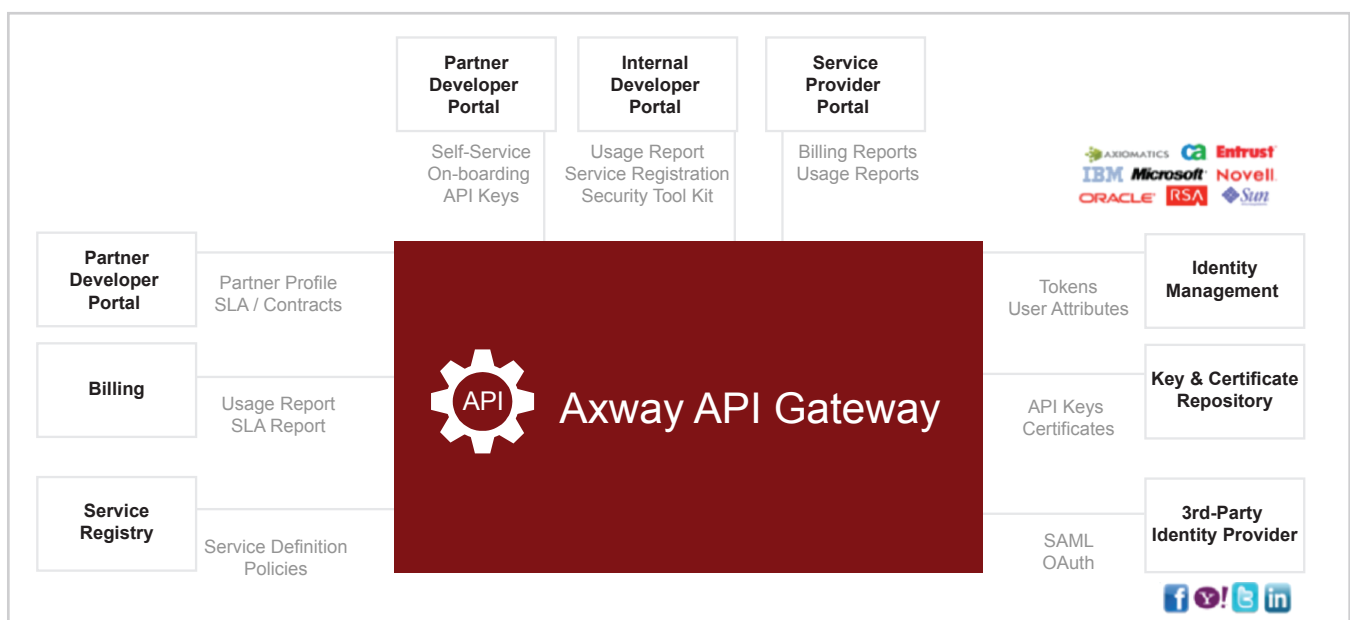 Partner
Developer
Portal
Internal
Developer
Portal
Service
Provider
Portal
Self-Service
On-boarding
API Keys
Usage Report
Service Registration
Security Tool Kit
Billing Reports
Usage Reports
AXIOMATICS ca Entrust
IBM Microsoft Novell.
ORACLE RSA Sun
Partner
Developer
Portal
Partner Profile
SLA / Contracts
Billing
Usage Report
SLA Report
Service
Registry
Service Definition
Policies
API
Axway API Gateway
Tokens
User Attributes
Identity
Management
API Keys
Certificates
Key & Certificate
Repository
SAML
OAuth
3rd-Party
Identity Provider
f Y! t in